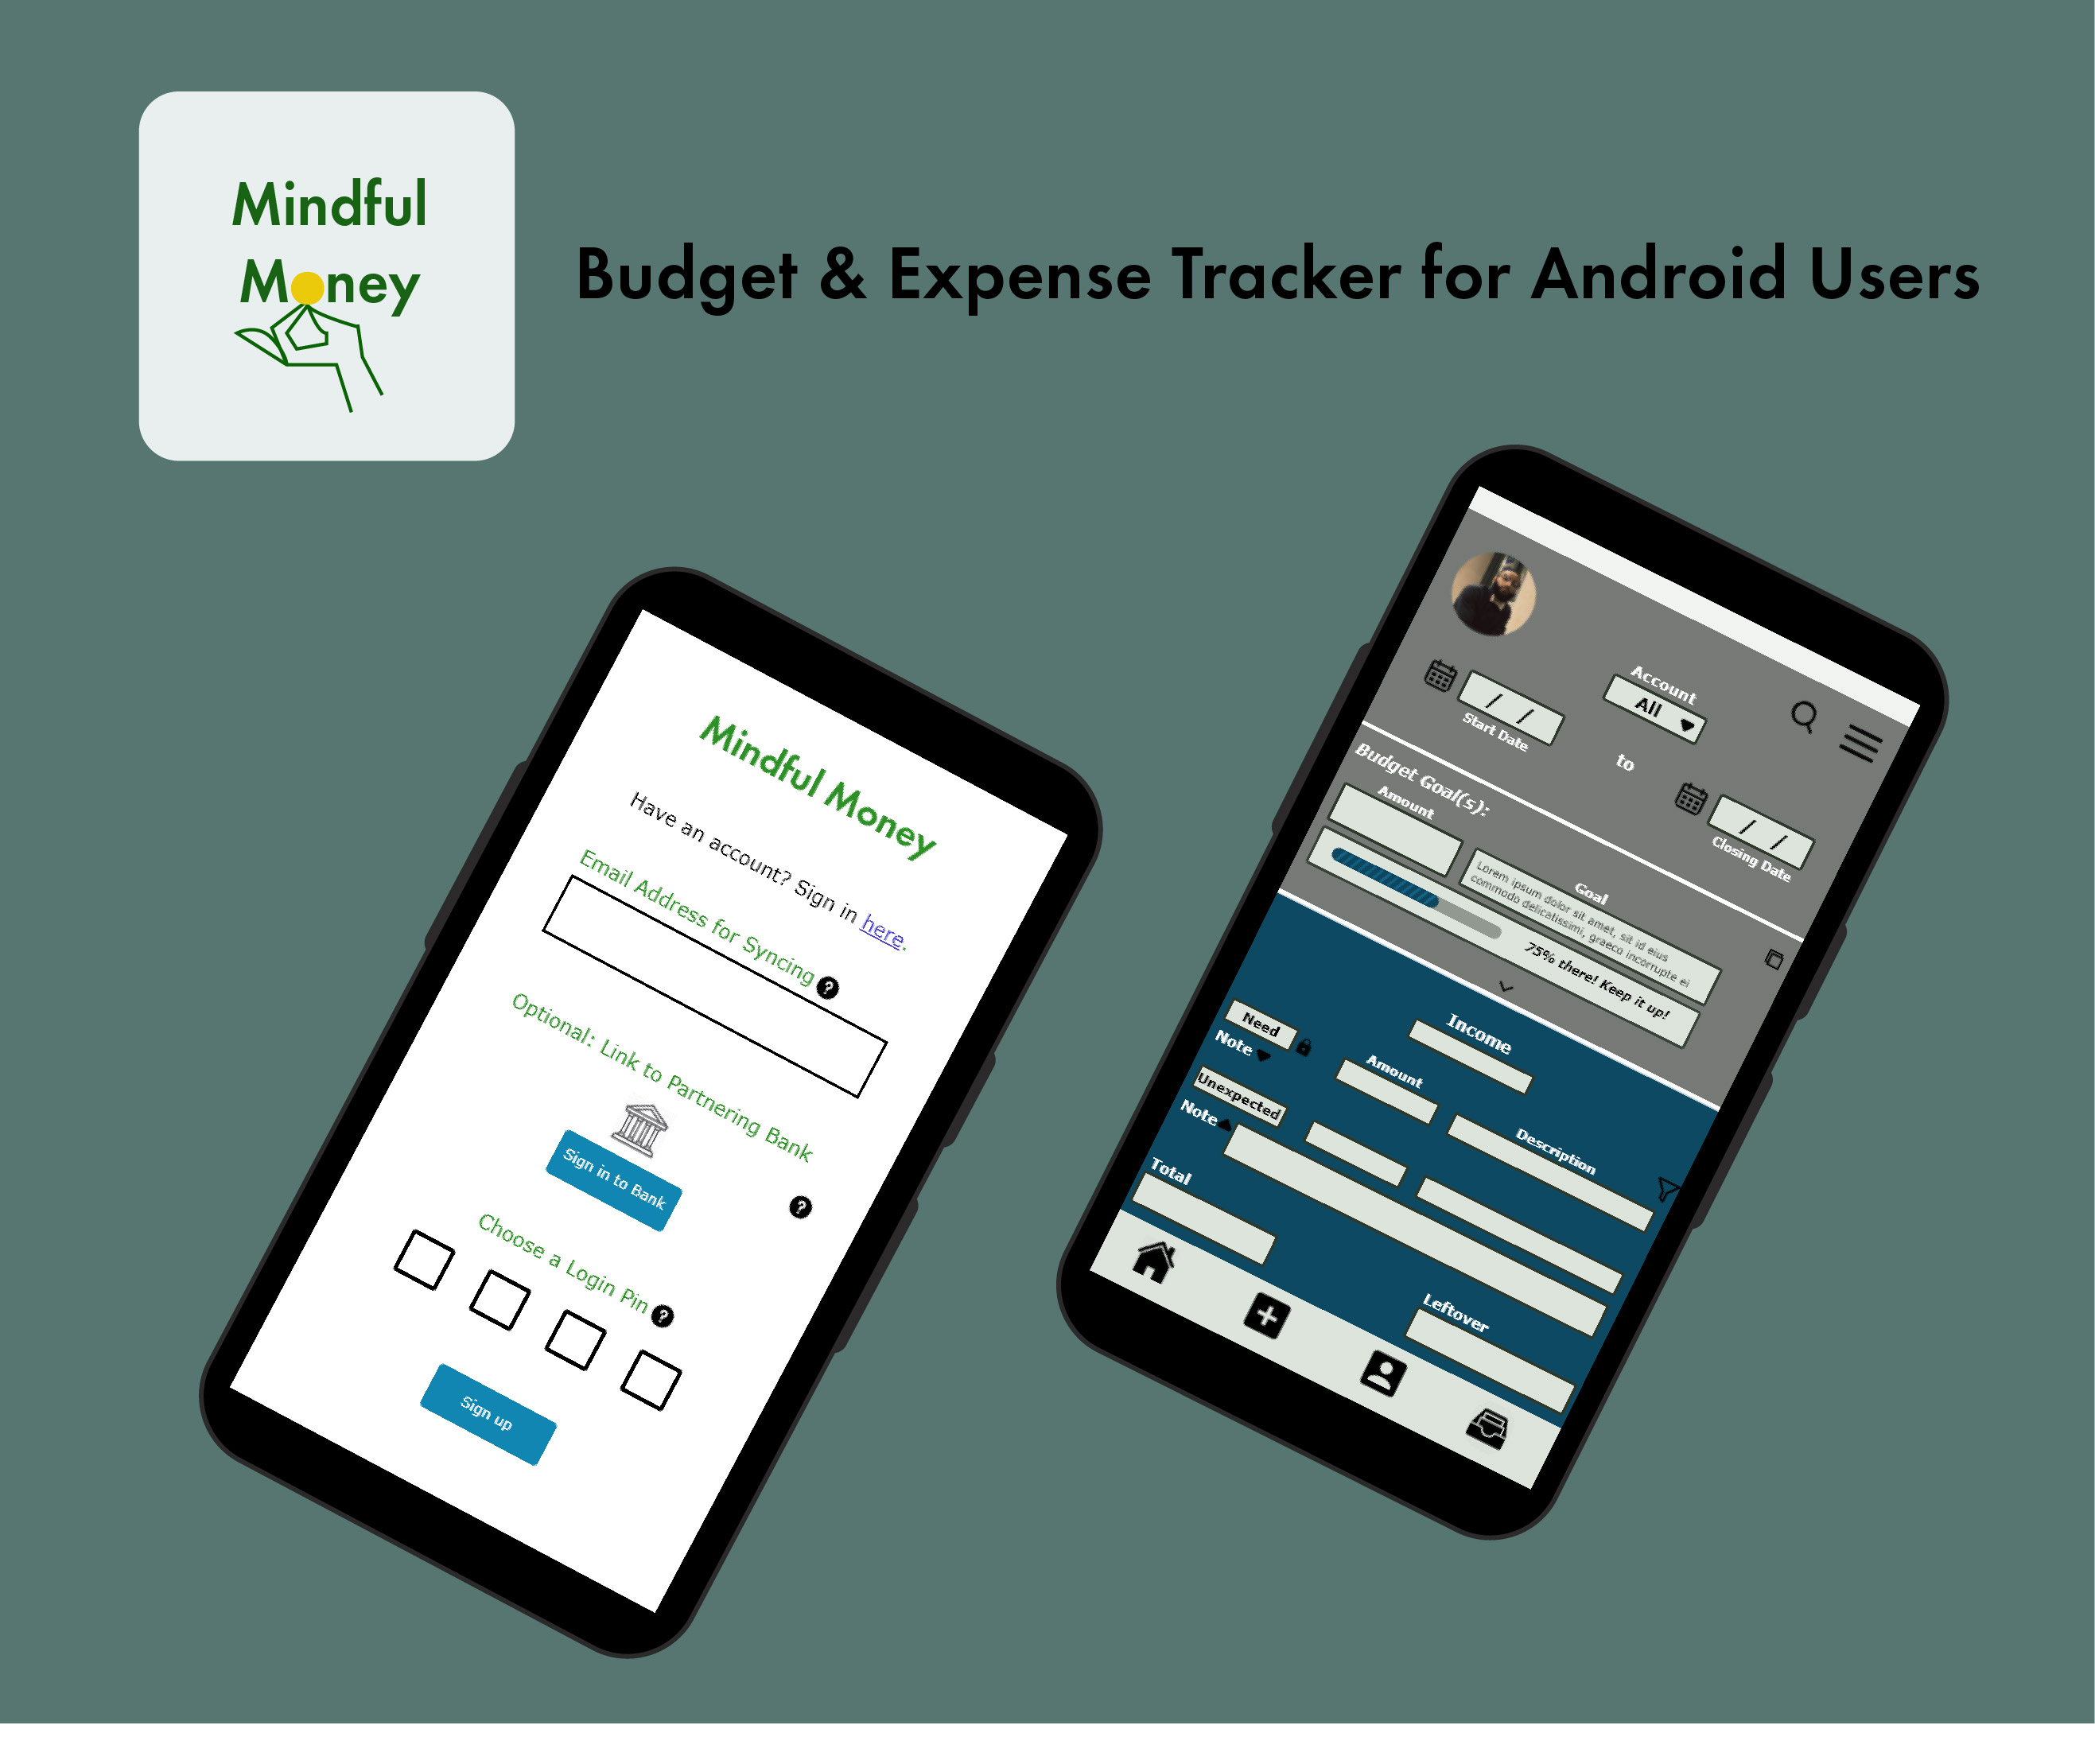 Mindful
Money
Budget & Expense Tracker for Android Users
Mindful Money
Have an account? Sign in here.
Email Address for Syncing ?
Optional: Link to Partnering Bank
Sign in to Bank
?
Choose a Login Pin ?
Sign up
Account
All
/ /
Start Date
to
/ /
Closing Date
Budget Goal(s):
Amount
Goal
Lorem ipsum dolor sit amet, sit id eius
commodo delicatissimi, graeco incorrupte ei
75% there! Keep it up!
Income
Need
Note
Amount
Description
Unexpected
Note
Total
Leftover